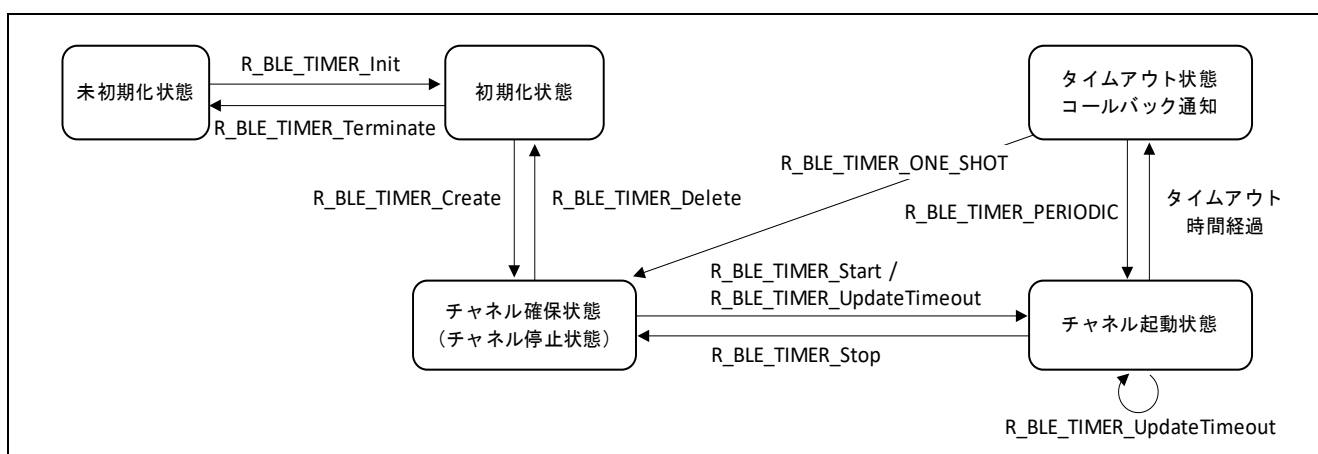 R_BLE_TIMER_Init
未初期化状態
初期化状態
R_BLE_TIMER_Terminate
タイムアウト状態
コールバック通知
R_BLE_TIMER_ONE_SHOT
R_BLE_TIMER_Create
R_BLE_TIMER_Delete
R_BLE_TIMER_PERIODIC
タイムアウト
時間経過
R_BLE_TIMER_Start /
R_BLE_TIMER_UpdateTimeout
チャネル確保状態
（チャネル停止状態）
チャネル起動状態
R_BLE_TIMER_Stop
R_BLE_TIMER_UpdateTimeout